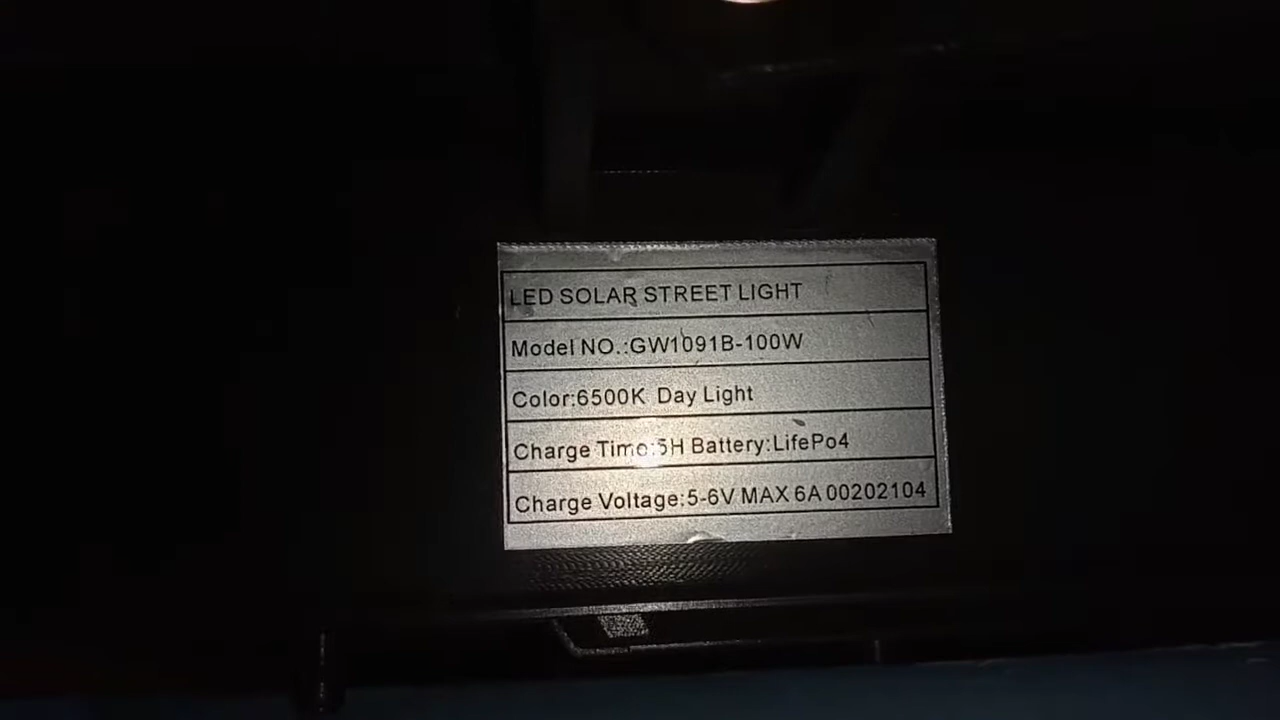 LED SOLAR STREET LIGHT
Model NO.:GW1091B-100W
Color:6500K Day Light
Charge Time:5H Battery:LifePo4
Charge Voltage:5-6V MAX 6A 00202104